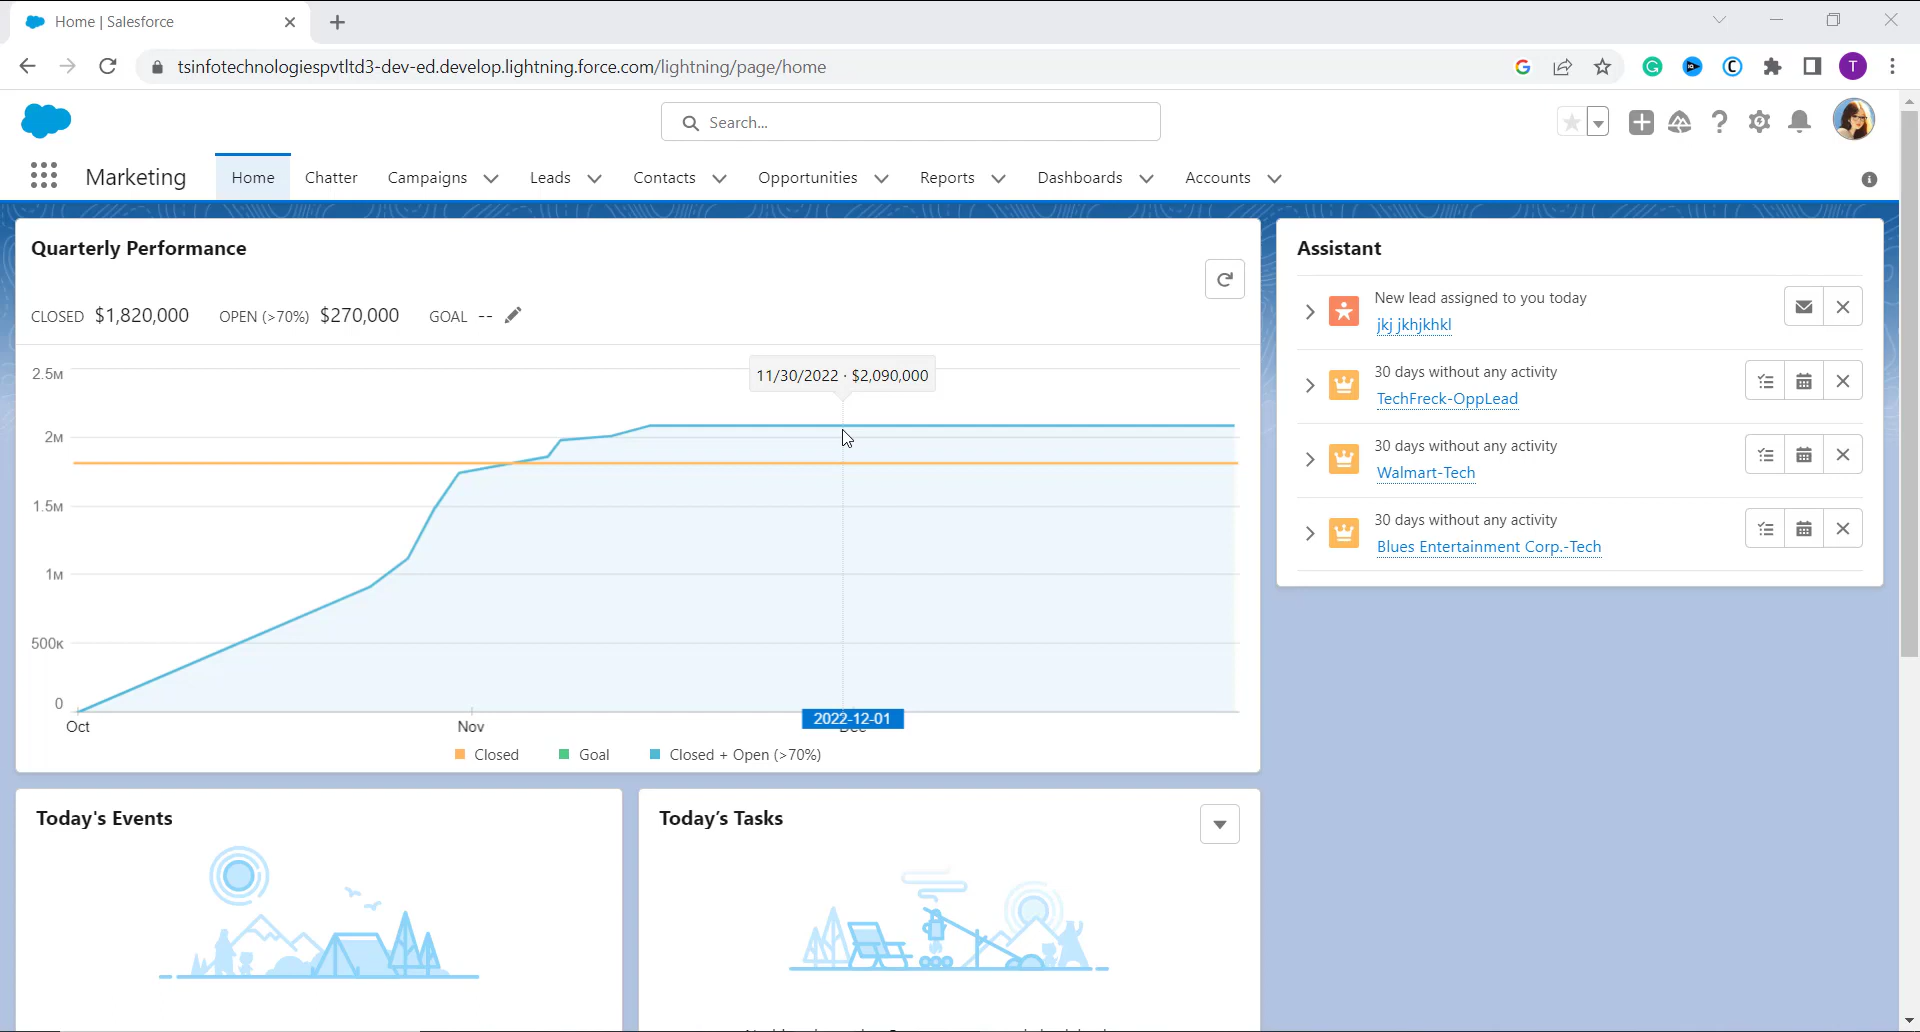 Home | Salesforce
tsinfotechnologiespvtltd3-dev-ed.develop.lightning.force.com/lightning/page/home
T
Search...
Marketing
Home
Chatter
Campaigns
Leads
Contacts
Opportunities
Reports
Dashboards
Accounts
Quarterly Performance
CLOSED $1,820,000 OPEN (>70%) $270,000 GOAL --
11/30/2022 · $2,090,000
2.5M
2M
1.5M
1M
500K
0
Oct
Nov
2022-12-01
Closed
Goal
Closed + Open (>70%)
Assistant
New lead assigned to you today
jkj jkhjkhkl
30 days without any activity
TechFreck-OppLead
30 days without any activity
Walmart-Tech
30 days without any activity
Blues Entertainment Corp.-Tech
Today's Events
Today’s Tasks